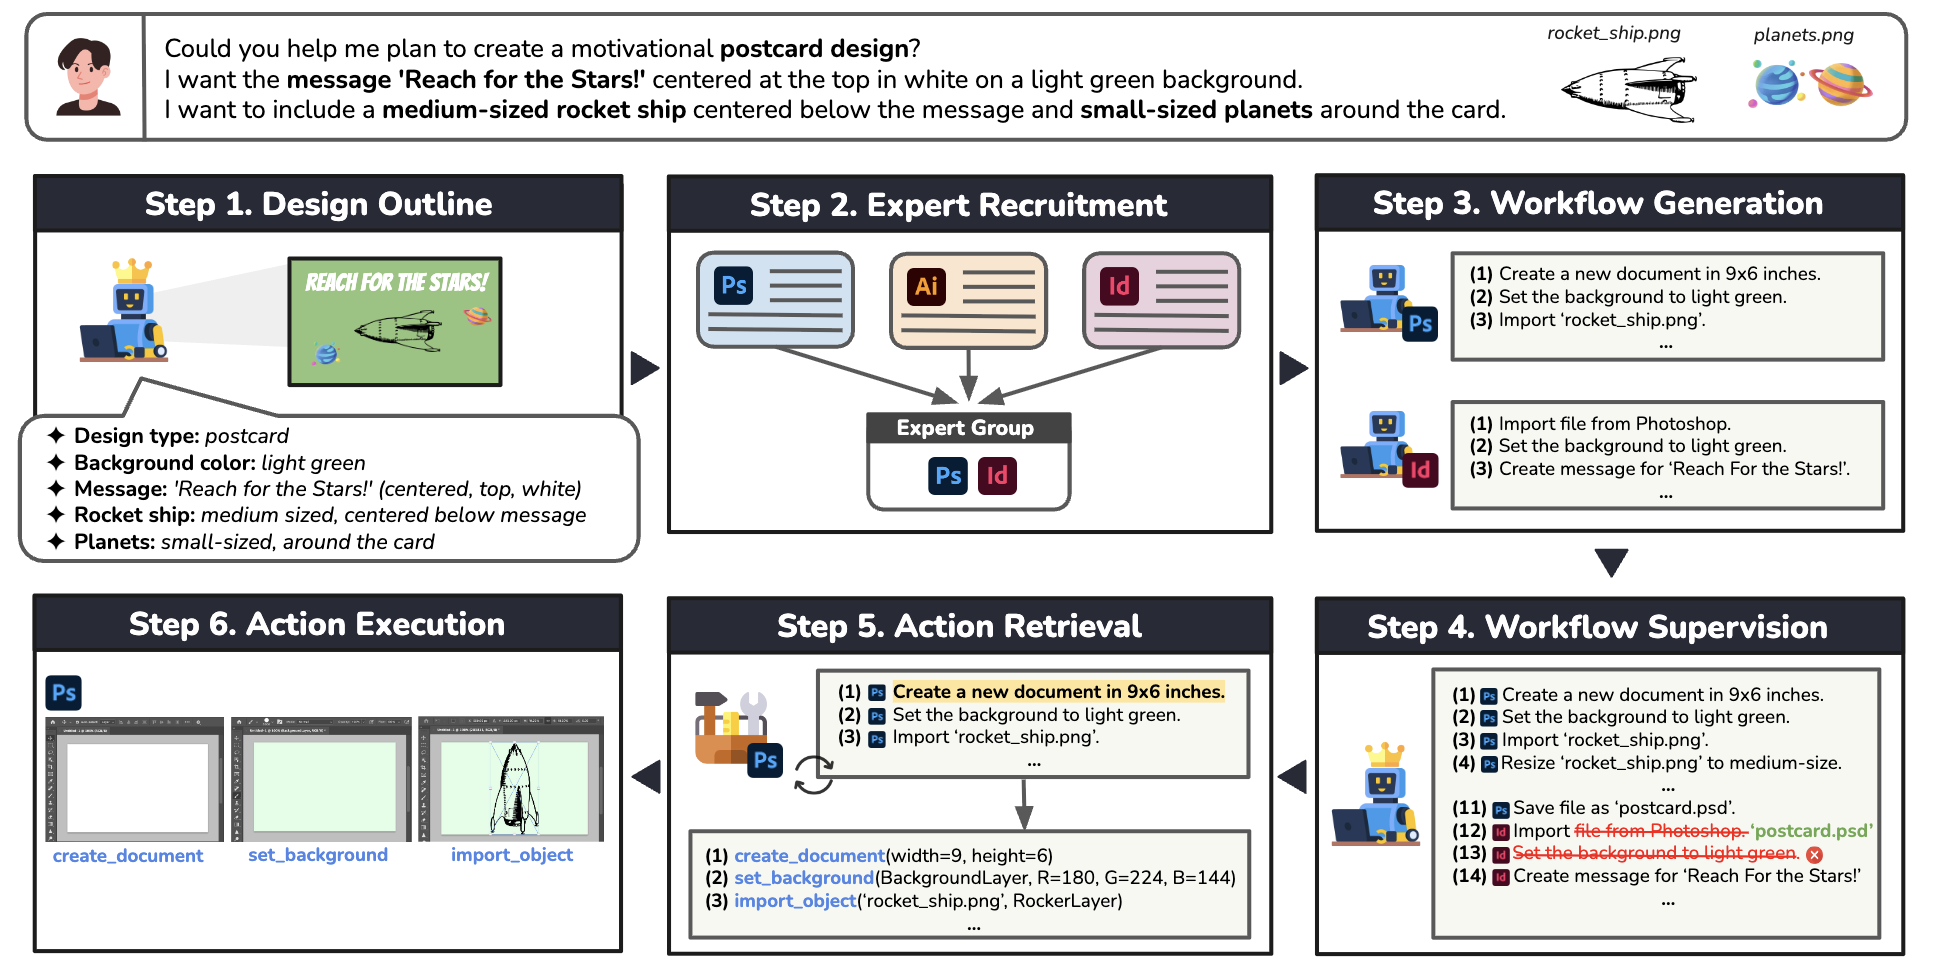 Could you help me plan to create a motivational postcard design?
I want the message 'Reach for the Stars!' centered at the top in white on a light green background.
I want to include a medium-sized rocket ship centered below the message and small-sized planets around the card.
rocket_ship.png
planets.png
Step 1. Design Outline
REACH FOR THE STARS!
✦ Design type: postcard
✦ Background color: light green
✦ Message: 'Reach for the Stars!' (centered, top, white)
✦ Rocket ship: medium sized, centered below message
✦ Planets: small-sized, around the card
Step 2. Expert Recruitment
Ps
Ai
Id
Expert Group
Ps Id
Step 3. Workflow Generation
Ps
(1) Create a new document in 9x6 inches.
(2) Set the background to light green.
(3) Import ‘rocket_ship.png’.
...
Id
(1) Import file from Photoshop.
(2) Set the background to light green.
(3) Create message for ‘Reach For the Stars!’.
...
Step 4. Workflow Supervision
(1) Ps Create a new document in 9x6 inches.
(2) Ps Set the background to light green.
(3) Ps Import ‘rocket_ship.png’.
(4) Ps Resize ‘rocket_ship.png’ to medium-size.
...
(11) Ps Save file as ‘postcard.psd’.
(12) Id Import file from Photoshop. ‘postcard.psd’
(13) Id Set the background to light green.
(14) Id Create message for ‘Reach For the Stars!’
...
Step 5. Action Retrieval
Ps
(1) Ps Create a new document in 9x6 inches.
(2) Ps Set the background to light green.
(3) Ps Import ‘rocket_ship.png’.
...
(1) create_document(width=9, height=6)
(2) set_background(BackgroundLayer, R=180, G=224, B=144)
(3) import_object(‘rocket_ship.png’, RockerLayer)
...
Step 6. Action Execution
Ps
create_document
set_background
import_object